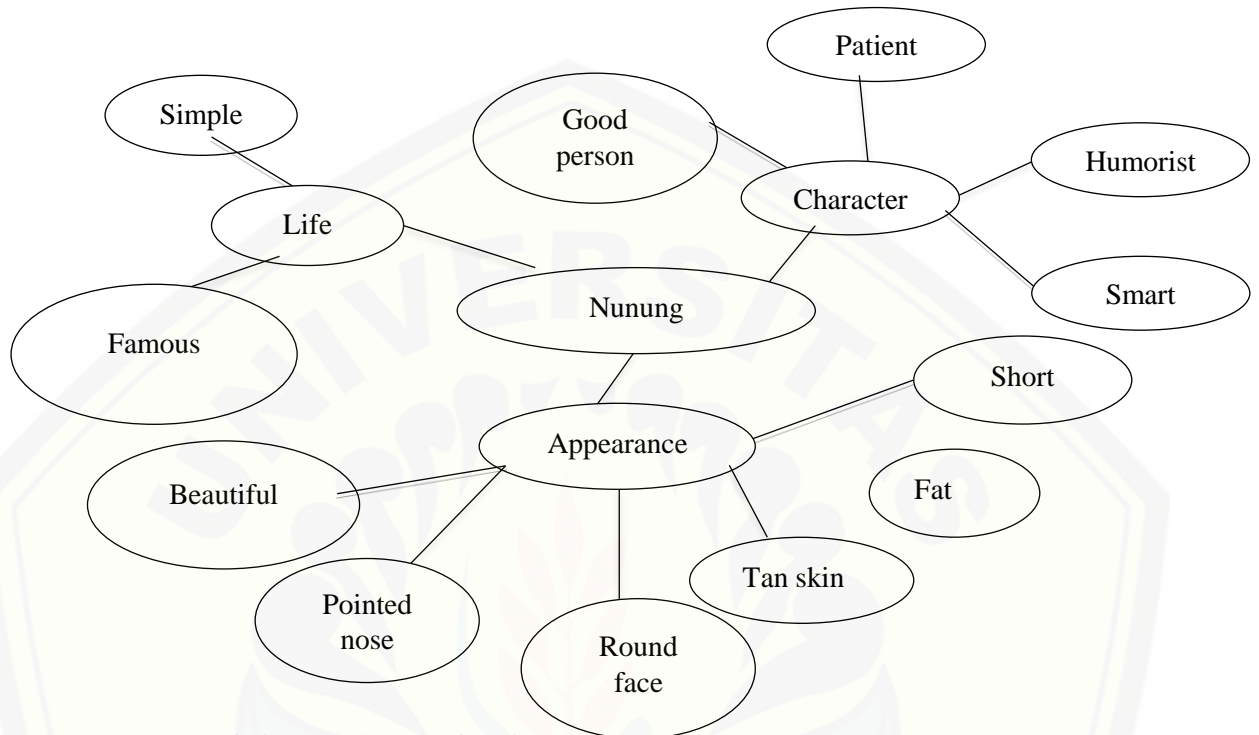 Patient
Simple
Good
person
Humorist
Character
Life
Smart
Nunung
Famous
Short
Appearance
Beautiful
Fat
Tan skin
Pointed
nose
Round
face
UNIVERSITAS